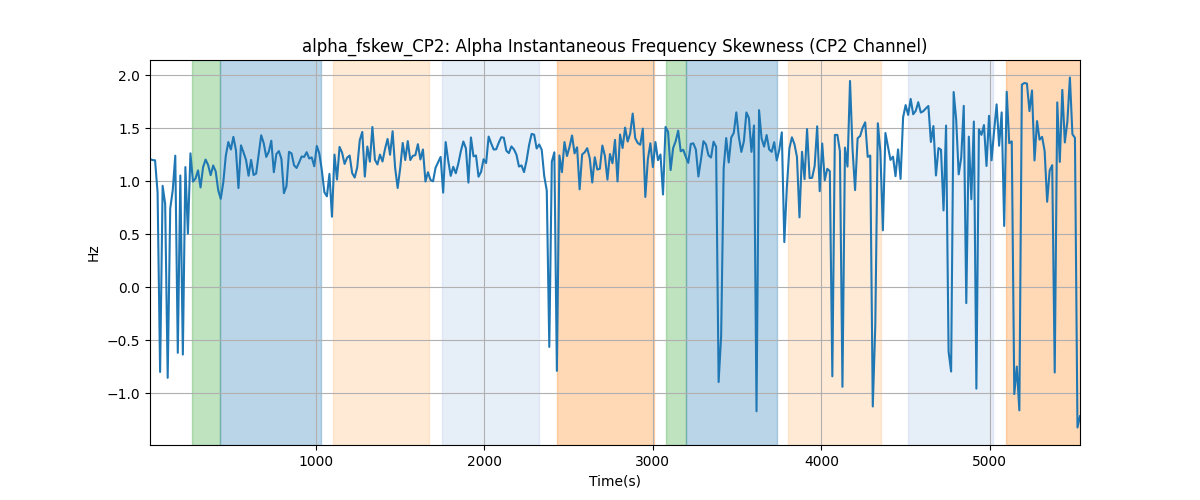 alpha_fskew_CP2: Alpha Instantaneous Frequency Skewness (CP2 Channel)
2.0
1.5
1.0
0.5
0.0
−0.5
−1.0
Hz
1000 2000 3000 4000 5000
Time(s)